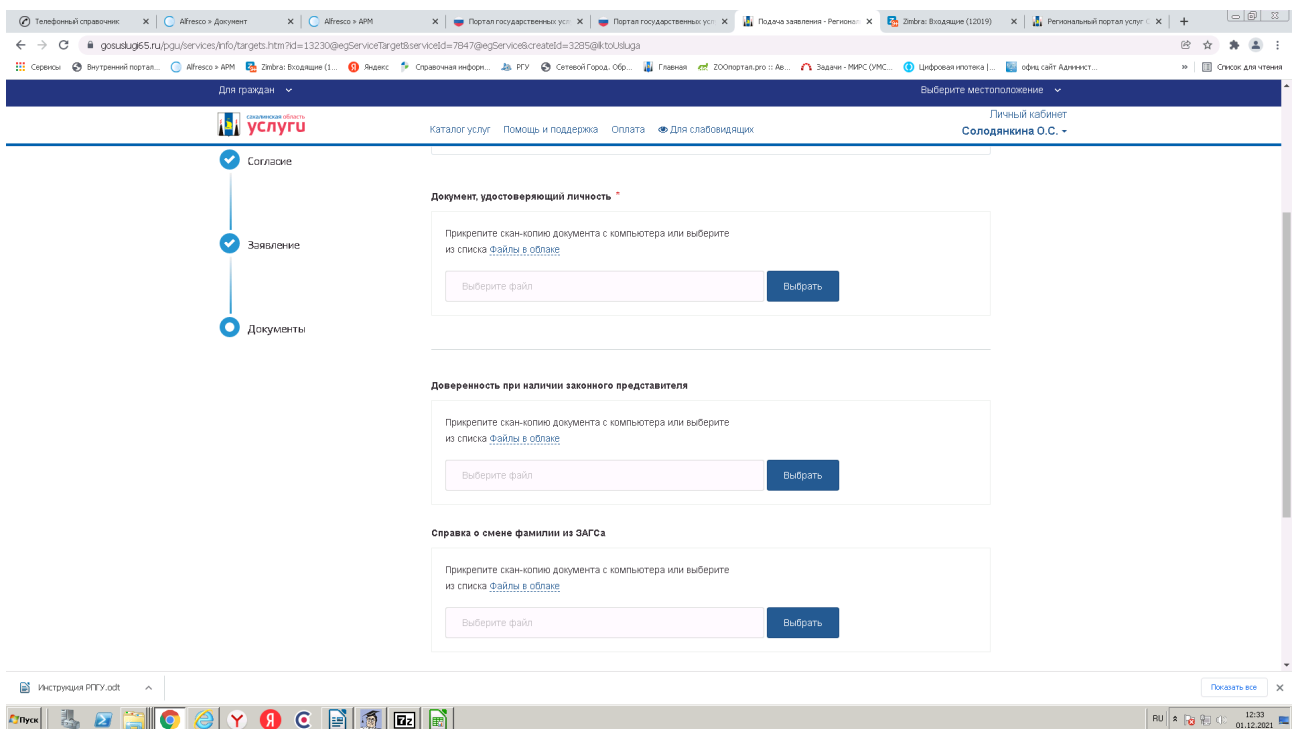 Телефонный справочник
Alfresco » Документ
Alfresco » АРМ
Портал государственных усл
Портал государственных усл
Подача заявления - Региональ
Zimbra: Входящие (12019)
Региональный портал услуг С
gosuslugi65.ru/pgu/services/info/targets.htm?id=13230@egServiceTarget&serviceId=7847@egService&createId=3285@iktoUsluga
Сервисы
Внутренний портал...
Alfresco » АРМ
Zimbra: Входящие (1...
Яндекс
Справочная информ...
РГУ
Сетевой Город. Обр...
Главная
ZOOпортал.pro :: Ав...
Задачи - МИРС (УМС...
Цифровая ипотека |...
офиц сайт Админист...
»
Список для чтения
Для граждан
Выберите местоположение
сахалинская область
услуги
Каталог услуг Помощь и поддержка Оплата Для слабовидящих
Личный кабинет
Солодянкина О.С.
Согласие
Заявление
Документы
Документ, удостоверяющий личность *
Прикрепите скан-копию документа с компьютера или выберите
из списка Файлы в облаке
Выберите файл
Выбрать
Доверенность при наличии законного представителя
Прикрепите скан-копию документа с компьютера или выберите
из списка Файлы в облаке
Выберите файл
Выбрать
Справка о смене фамилии из ЗАГСа
Прикрепите скан-копию документа с компьютера или выберите
из списка Файлы в облаке
Выберите файл
Выбрать
Инструкция РПГУ.odt
Показать все
Пуск
7z
RU
12:33
01.12.2021